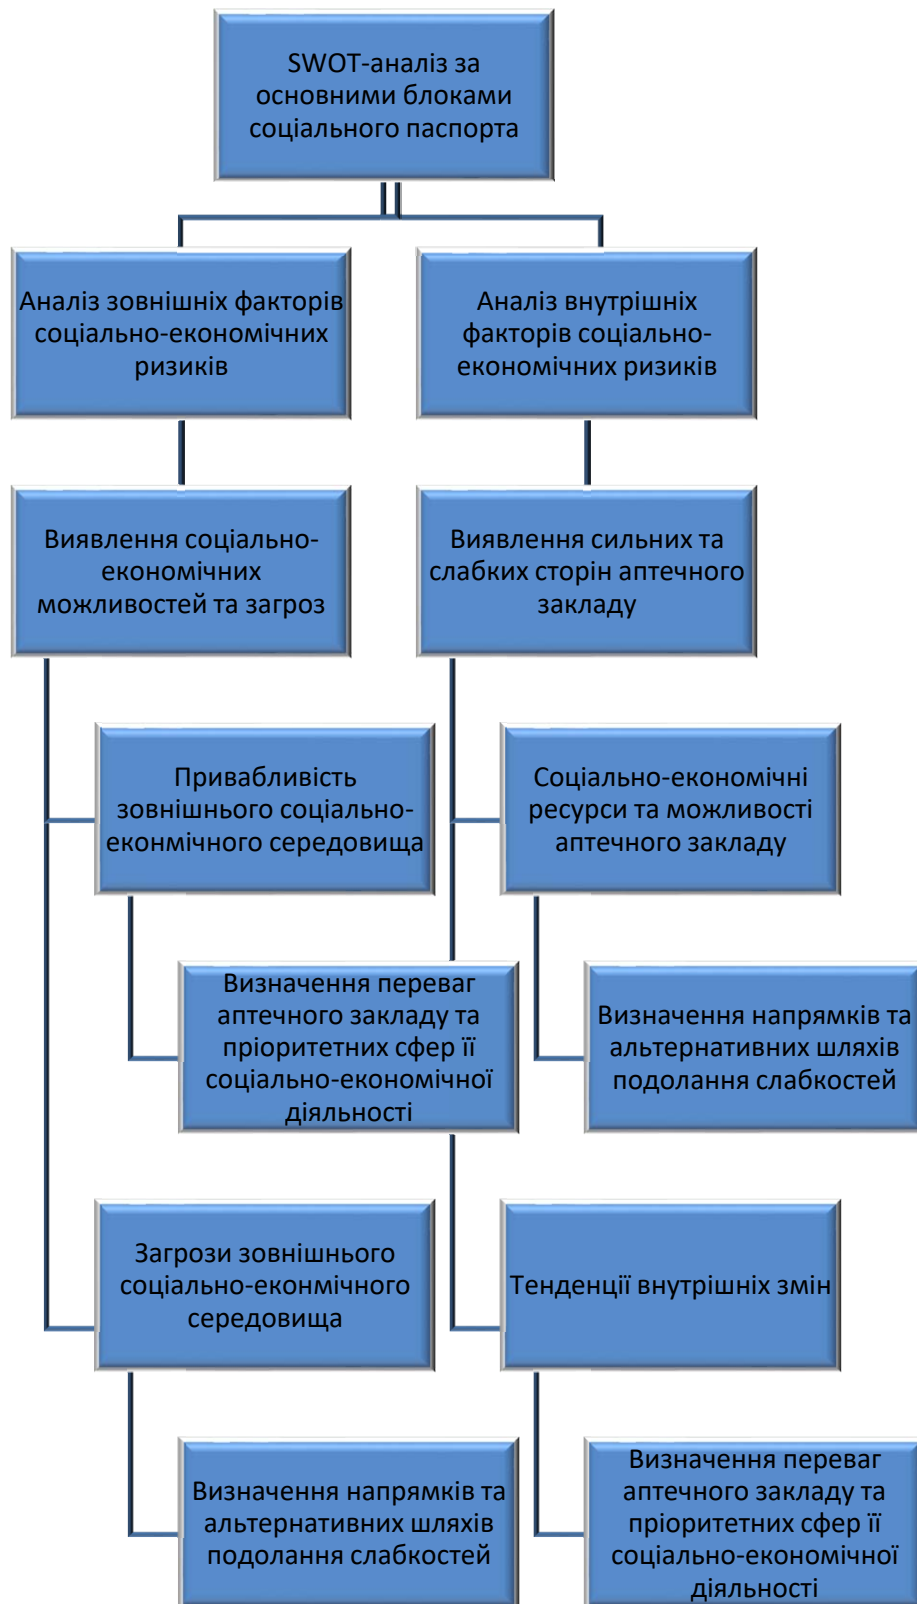 SWOT-аналіз за
основними блоками
соціального паспорта
Аналіз зовнішніх факторів
соціально-економічних
ризиків
Аналіз внутрішніх
факторів соціально-
економічних ризиків
Виявлення соціально-
економічних
можливостей та загроз
Виявлення сильних та
слабких сторін аптечного
закладу
Привабливість
зовнішнього соціально-
еконмічного середовища
Соціально-економічні
ресурси та можливості
аптечного закладу
Визначення переваг
аптечного закладу та
пріоритетних сфер її
соціально-економічної
діяльності
Визначення напрямків та
альтернативних шляхів
подолання слабкостей
Загрози зовнішнього
соціально-еконмічного
середовища
Тенденції внутрішніх змін
Визначення напрямків та
альтернативних шляхів
подолання слабкостей
Визначення переваг
аптечного закладу та
пріоритетних сфер її
соціально-економічної
діяльності